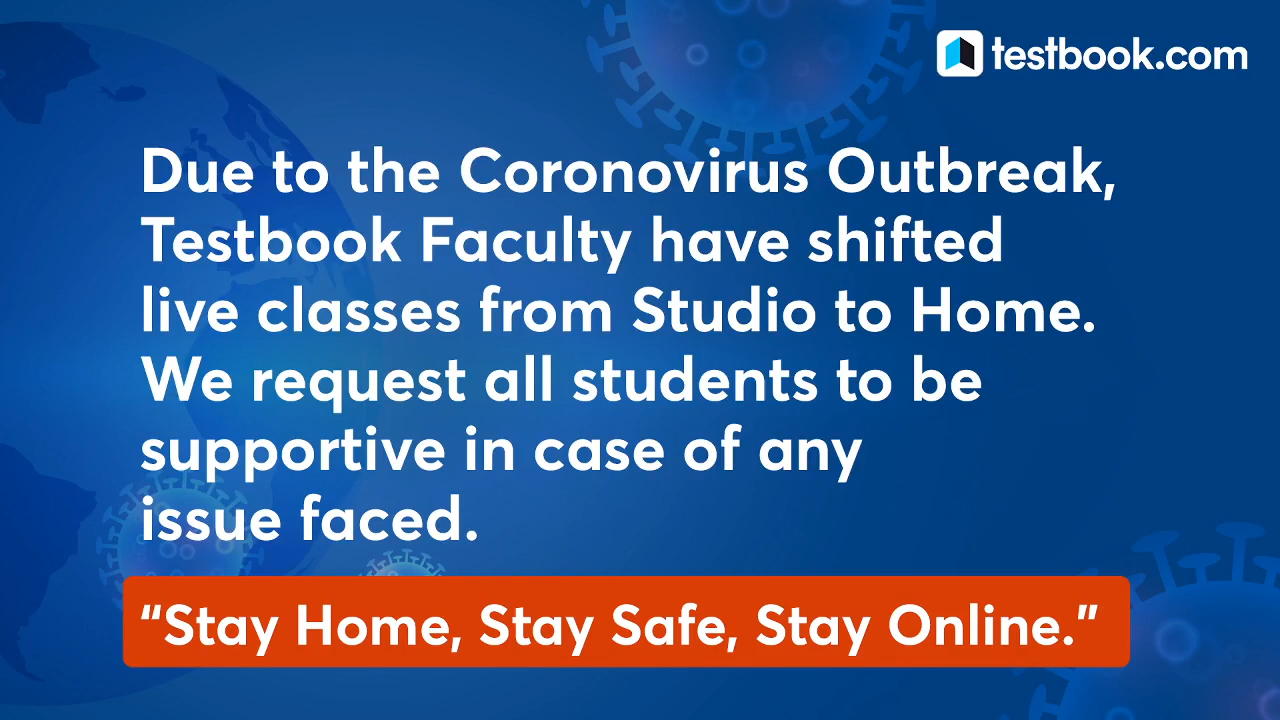 testbook.com
Due to the Coronovirus Outbreak,
Testbook Faculty have shifted
live classes from Studio to Home.
We request all students to be
supportive in case of any
issue faced.
“Stay Home, Stay Safe, Stay Online.”